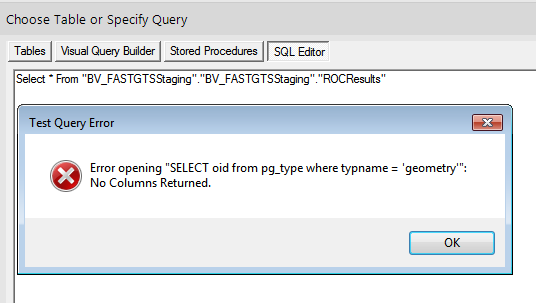 Choose Table or Specify Query
Tables Visual Query Builder Stored Procedures SQL Editor
Select * From "BV_FASTGTSStaging"."BV_FASTGTSStaging"."ROCResults"
Test Query Error
Error opening "SELECT oid from pg_type where typname = 'geometry'":
No Columns Returned.
OK